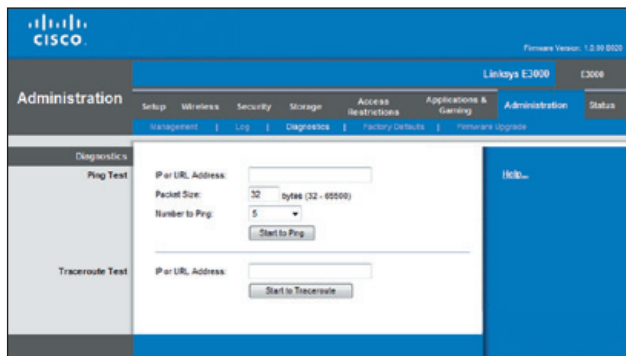 CISCO
Firmware Version: 1.0.00 B020
Linksys E3000 E3000
Administration
Setup Wireless Security Storage Access Restrictions Applications & Gaming Administration Status
Management | Log | Diagnostics | Factory Defaults | Firmware Upgrade
Diagnostics
Ping Test
IP or URL Address:
Packet Size: 32 bytes (32 - 65500)
Number to Ping: 5
Start to Ping
Help...
Traceroute Test
IP or URL Address:
Start to Traceroute